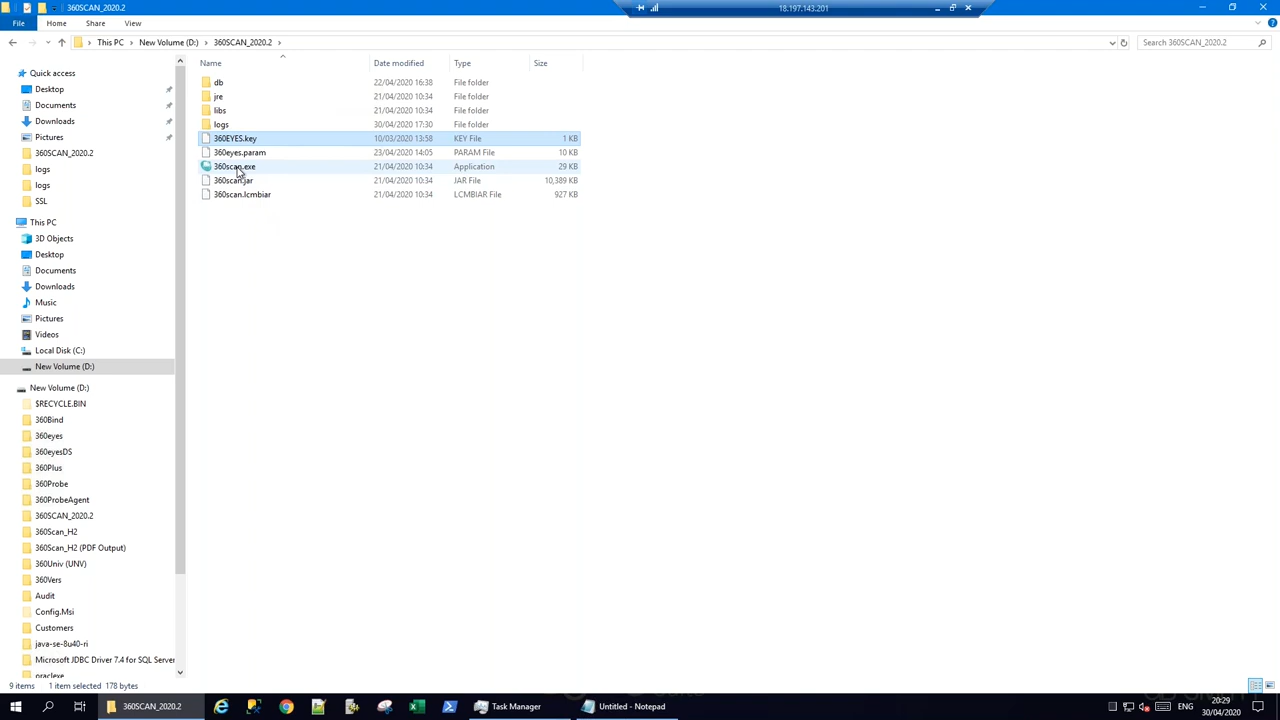 360SCAN_2020.2
18.197.143.201
File
Home
Share
View
This PC
New Volume (D:)
360SCAN_2020.2
Search 360SCAN_2020.2
Quick access
Desktop
Documents
Downloads
Pictures
360SCAN_2020.2
logs
logs
SSL
This PC
3D Objects
Desktop
Documents
Downloads
Music
Pictures
Videos
Local Disk (C:)
New Volume (D:)
New Volume (D:)
$RECYCLE.BIN
360Bind
360eyes
360eyesDS
360Plus
360Probe
360ProbeAgent
360SCAN_2020.2
360Scan_H2
360Scan_H2 (PDF Output)
360Univ (UNV)
360Vers
Audit
Config.Msi
Customers
java-se-8u40-ri
Microsoft JDBC Driver 7.4 for SQL Server
oraclexe
Name Date modified Type Size
db 22/04/2020 16:38 File folder
jre 21/04/2020 10:34 File folder
libs 21/04/2020 10:34 File folder
logs 30/04/2020 17:30 File folder
360EYES.key 10/03/2020 13:58 KEY File 1 KB
360eyes.param 23/04/2020 14:05 PARAM File 10 KB
360scan.exe 21/04/2020 10:34 Application 29 KB
360scan.jar 21/04/2020 10:34 JAR File 10,389 KB
360scan.lcmbiar 21/04/2020 10:34 LCMBIAR File 927 KB
9 items 1 item selected 178 bytes
360SCAN_2020.2
Task Manager
Untitled - Notepad
ENG
20:29
30/04/2020